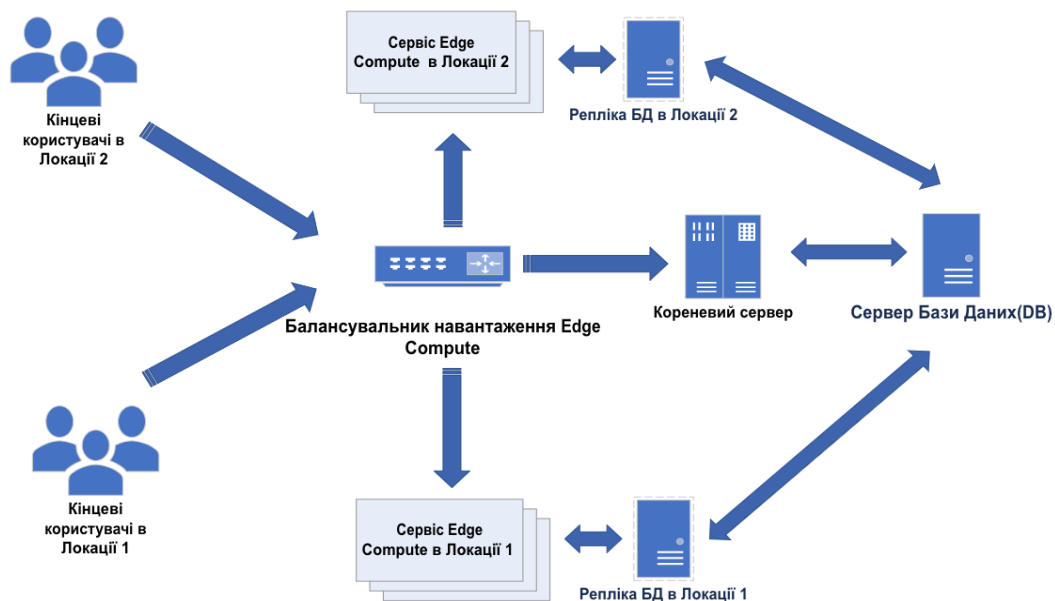 Сервіс Edge
Compute в Локації 2
Репліка БД в Локації 2
Кінцеві
користувачі в
Локації 2
Балансувальник навантаження Edge
Compute
Кореневий сервер
Сервер Бази Даних(DB)
Кінцеві
користувачі в
Локації 1
Сервіс Edge
Compute в Локації 1
Репліка БД в Локації 1